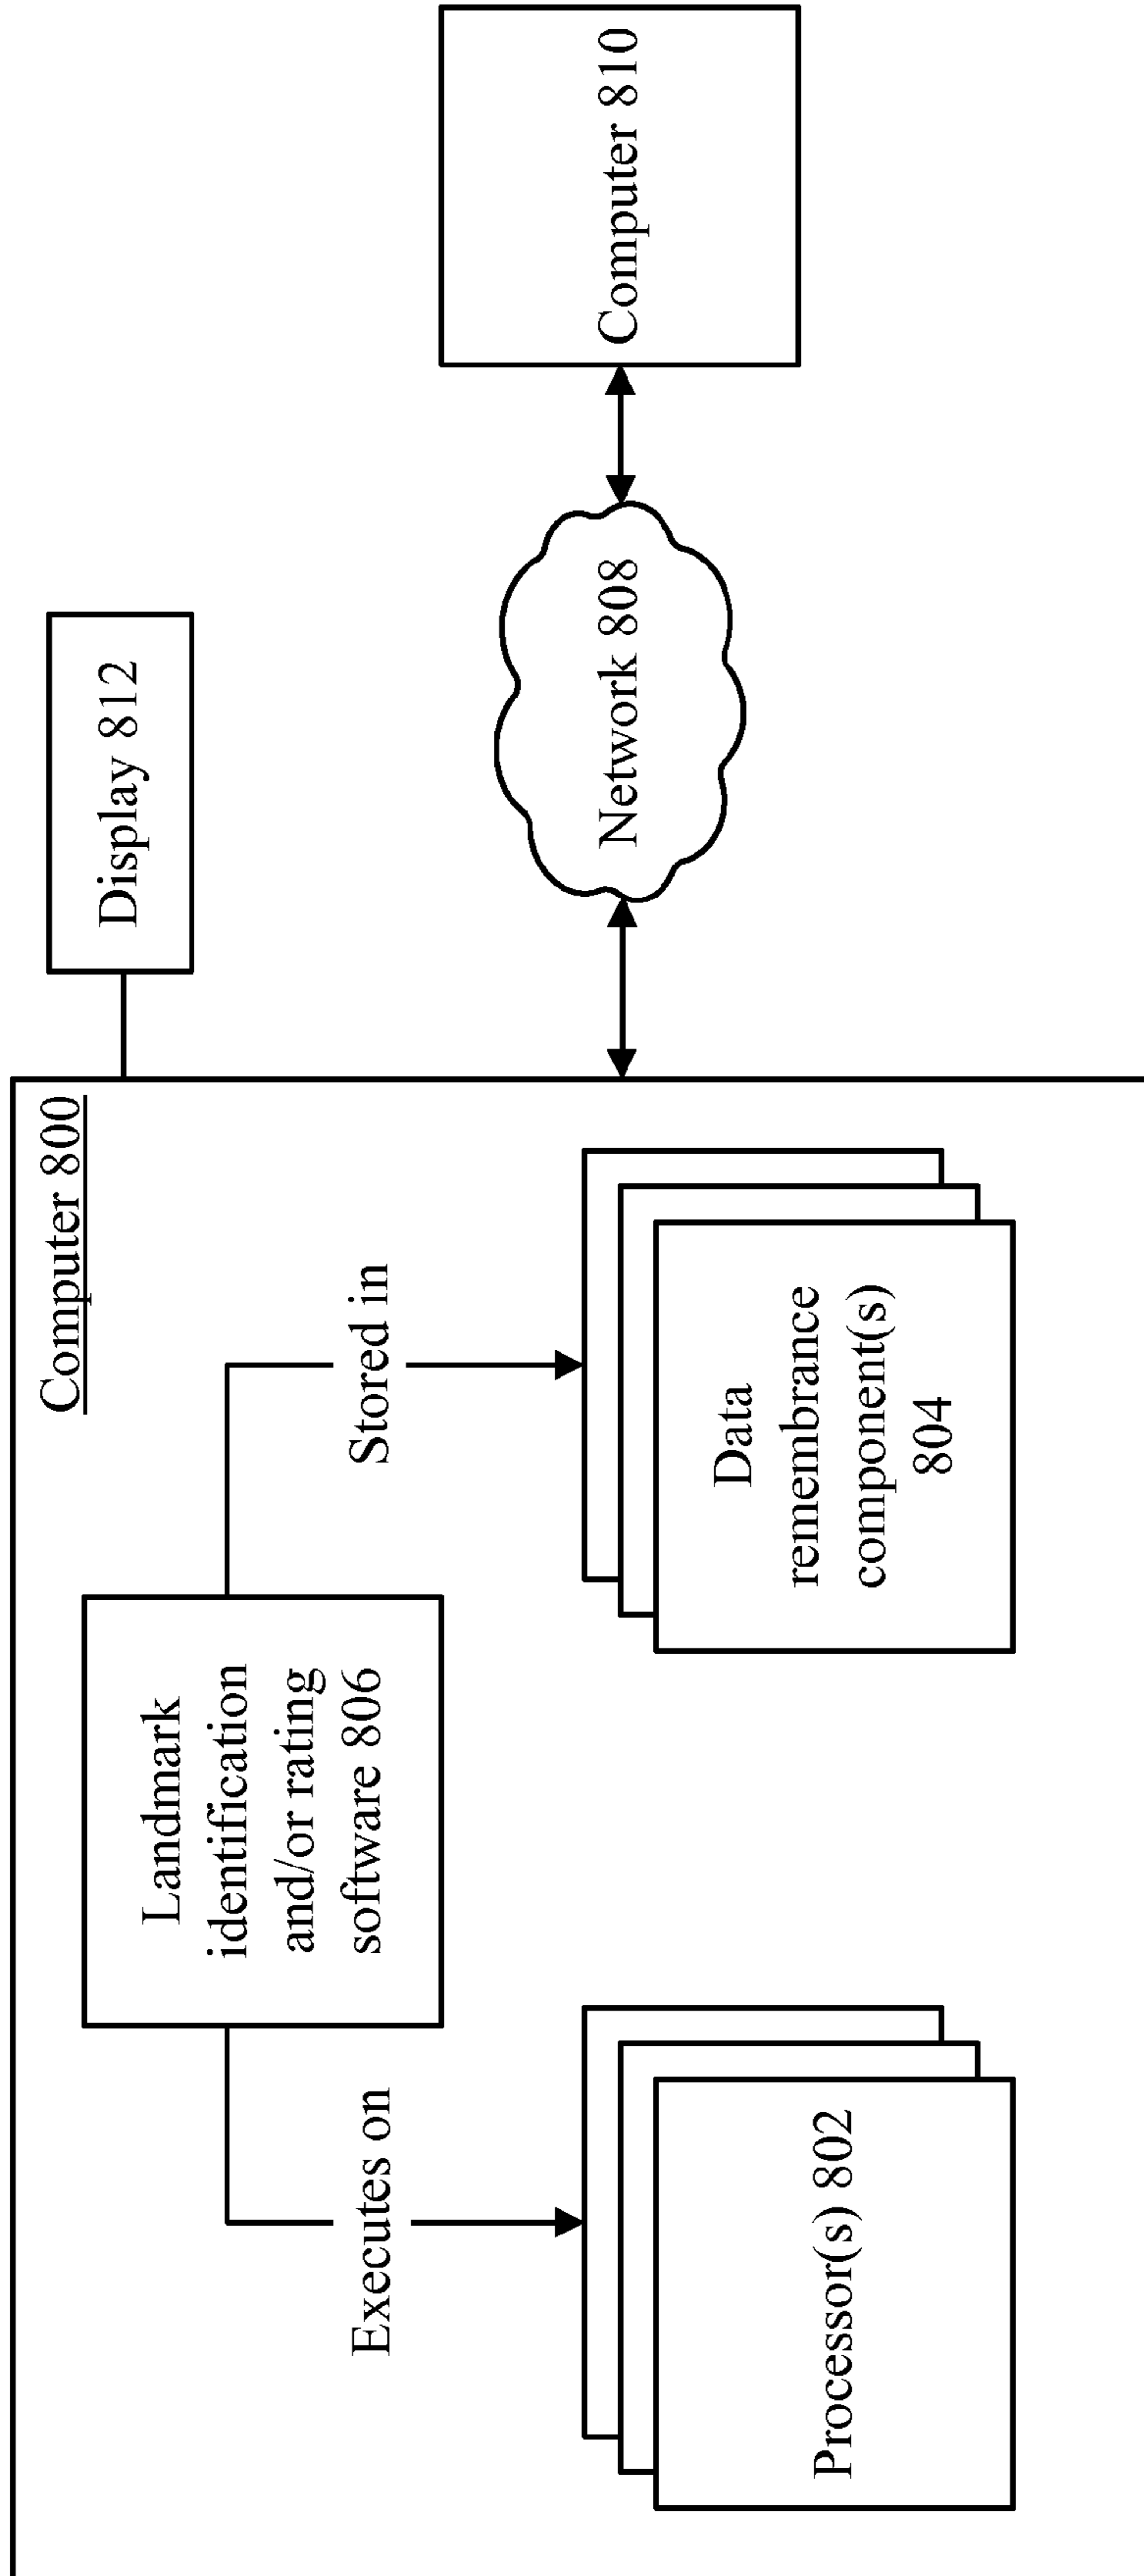 Computer 800
Landmark
identification
and/or rating
software 806
Executes on
Stored in
Processor(s) 802
Data
remembrance
component(s)
804
Display 812
Network 808
Computer 810